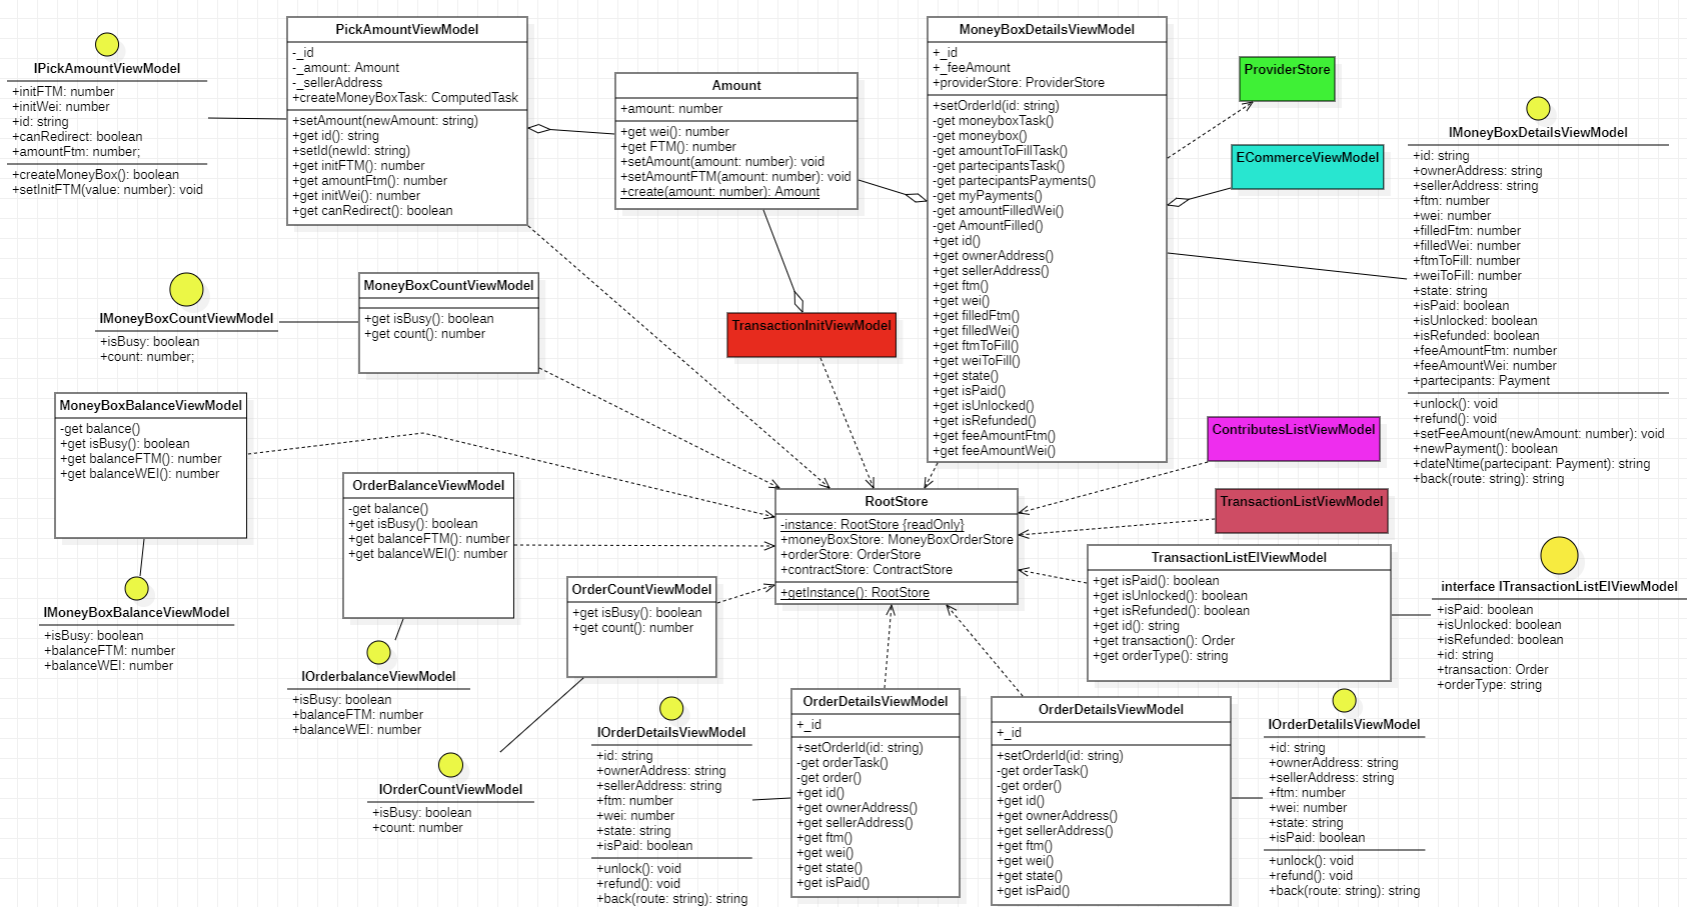 IPickAmountViewModel
+initFTM: number
+initWei: number
+id: string
+canRedirect: boolean
+amountFtm: number;
+createMoneyBox(): boolean
+setInitFTM(value: number): void
PickAmountViewModel
-_id
-_amount: Amount
-_sellerAddress
+createMoneyBoxTask: ComputedTask
+setAmount(newAmount: string)
+get id(): string
+setId(newId: string)
+get initFTM(): number
+get amountFtm(): number
+get initWei(): number
+get canRedirect(): boolean
Amount
+amount: number
+get wei(): number
+get FTM(): number
+setAmount(amount: number): void
+setAmountFTM(amount: number): void
+create(amount: number): Amount
MoneyBoxDetailsViewModel
+_id
+_feeAmount
+providerStore: ProviderStore
+setOrderId(id: string)
-get moneyboxTask()
-get moneybox()
-get amountToFillTask()
-get partecipantsTask()
-get partecipantsPayments()
-get myPayments()
-get amountFilledWei()
-get AmountFilled()
+get id()
+get ownerAddress()
+get sellerAddress()
+get ftm()
+get wei()
+get filledFtm()
+get filledWei()
+get ftmToFill()
+get weiToFill()
+get state()
+get isPaid()
+get isUnlocked()
+get isRefunded()
+get feeAmountFtm()
+get feeAmountWei()
ProviderStore
ECommerceViewModel
IMoneyBoxDetailsViewModel
+id: string
+ownerAddress: string
+sellerAddress: string
+ftm: number
+wei: number
+filledFtm: number
+filledWei: number
+ftmToFill: number
+weiToFill: number
+state: string
+isPaid: boolean
+isUnlocked: boolean
+isRefunded: boolean
+feeAmountFtm: number
+feeAmountWei: number
+partecipants: Payment
+unlock(): void
+refund(): void
+setFeeAmount(newAmount: number): void
+newPayment(): boolean
+dateNtime(partecipant: Payment): string
+back(route: string): string
IMoneyBoxCountViewModel
+isBusy: boolean
+count: number;
MoneyBoxCountViewModel
+get isBusy(): boolean
+get count(): number
TransactionInitViewModel
MoneyBoxBalanceViewModel
-get balance()
+get isBusy(): boolean
+get balanceFTM(): number
+get balanceWEI(): number
IMoneyBoxBalanceViewModel
+isBusy: boolean
+balanceFTM: number
+balanceWEI: number
OrderBalanceViewModel
-get balance()
+get isBusy(): boolean
+get balanceFTM(): number
+get balanceWEI(): number
IOrderbalanceViewModel
+isBusy: boolean
+balanceFTM: number
+balanceWEI: number
OrderCountViewModel
+get isBusy(): boolean
+get count(): number
IOrderCountViewModel
+isBusy: boolean
+count: number
RootStore
-instance: RootStore {readOnly}
+moneyBoxStore: MoneyBoxOrderStore
+orderStore: OrderStore
+contractStore: ContractStore
+getInstance(): RootStore
ContributesListViewModel
TransactionListViewModel
TransactionListElViewModel
+get isPaid(): boolean
+get isUnlocked(): boolean
+get isRefunded(): boolean
+get id(): string
+get transaction(): Order
+get orderType(): string
interface ITransactionListElViewModel
+isPaid: boolean
+isUnlocked: boolean
+isRefunded: boolean
+id: string
+transaction: Order
+orderType: string
IOrderDetailsViewModel
+id: string
+ownerAddress: string
+sellerAddress: string
+ftm: number
+wei: number
+state: string
+isPaid: boolean
+unlock(): void
+refund(): void
+back(route: string): string
OrderDetailsViewModel
+_id
+setOrderId(id: string)
-get orderTask()
-get order()
+get id()
+get ownerAddress()
+get sellerAddress()
+get ftm()
+get wei()
+get state()
+get isPaid()
OrderDetailsViewModel
+_id
+setOrderId(id: string)
-get orderTask()
-get order()
+get id()
+get ownerAddress()
+get sellerAddress()
+get ftm()
+get wei()
+get state()
+get isPaid()
IOrderDetalilsViewModel
+id: string
+ownerAddress: string
+sellerAddress: string
+ftm: number
+wei: number
+state: string
+isPaid: boolean
+unlock(): void
+refund(): void
+back(route: string): string